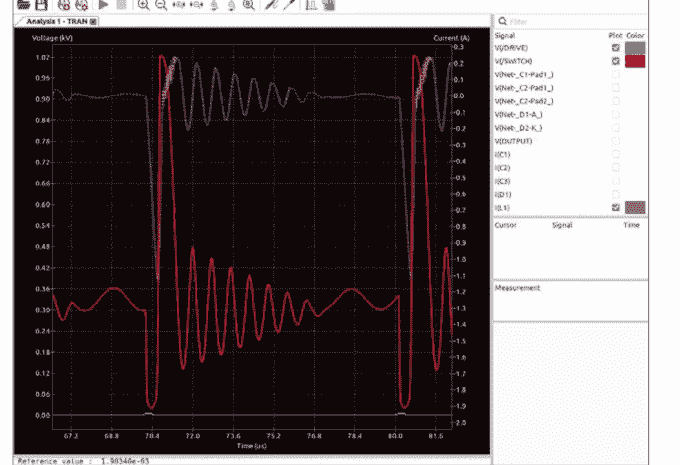 Analysis 1 - TRAN
Filter
Voltage (kV)
Current (A)
Signal Plot Color
V(/DRIVE)
V(/SWITCH)
V(Net-_C1-Pad1_)
V(Net-_C2-Pad1_)
V(Net-_C2-Pad2_)
V(Net-_D1-A_)
V(Net-_D2-K_)
V(OUTPUT)
I(C1)
I(C2)
I(C3)
I(D1)
I(L1)
1.02
0.96
0.90
0.84
0.78
0.72
0.66
0.60
0.54
0.48
0.42
0.36
0.30
0.24
0.18
0.12
0.06
0.00
0.3
0.2
0.1
0.0
-0.1
-0.2
-0.3
-0.4
-0.5
-0.6
-0.7
-0.8
-0.9
-1.0
-1.1
-1.2
-1.3
-1.4
-1.5
-1.6
-1.7
-1.8
-1.9
-2.0
67.2 68.8 70.4 72.0 73.6 75.2 76.8 78.4 80.0 81.6
Time (us)
Cursor Signal Time
Measurement
Reference value : 1.98340e-03